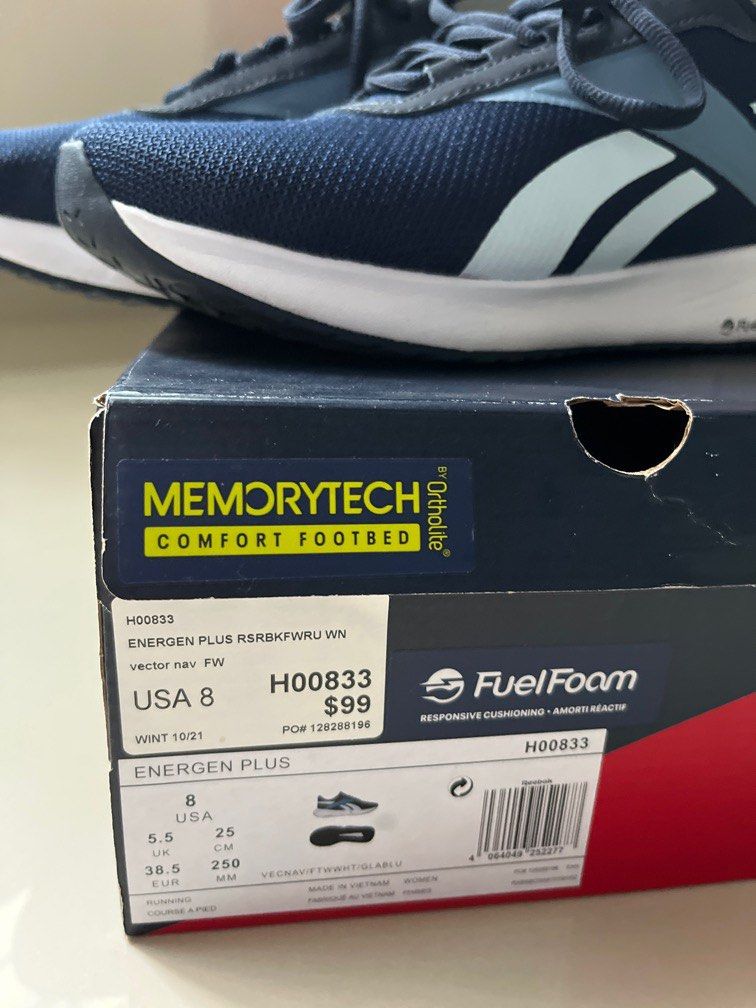 MEMORYTECH
BY Ortholite®
COMFORT FOOTBED
H00833
ENERGEN PLUS RSRBKFWRU WN
vector nav FW
USA 8
H00833
$99
PO# 128288196
WINT 10/21
FuelFoam
RESPONSIVE CUSHIONING • AMORTI RÉACTIF
ENERGEN PLUS
H00833
8
USA
5.5
UK
25
CM
38.5
EUR
250
MM
VECNAV/FTWWHT/GLABLU
Reebok
4 064049 252277
RUNNING
COURSE A PIED
MADE IN VIETNAM
FABRIQUÉ AU VIETNAM
WOMEN
FEMMES